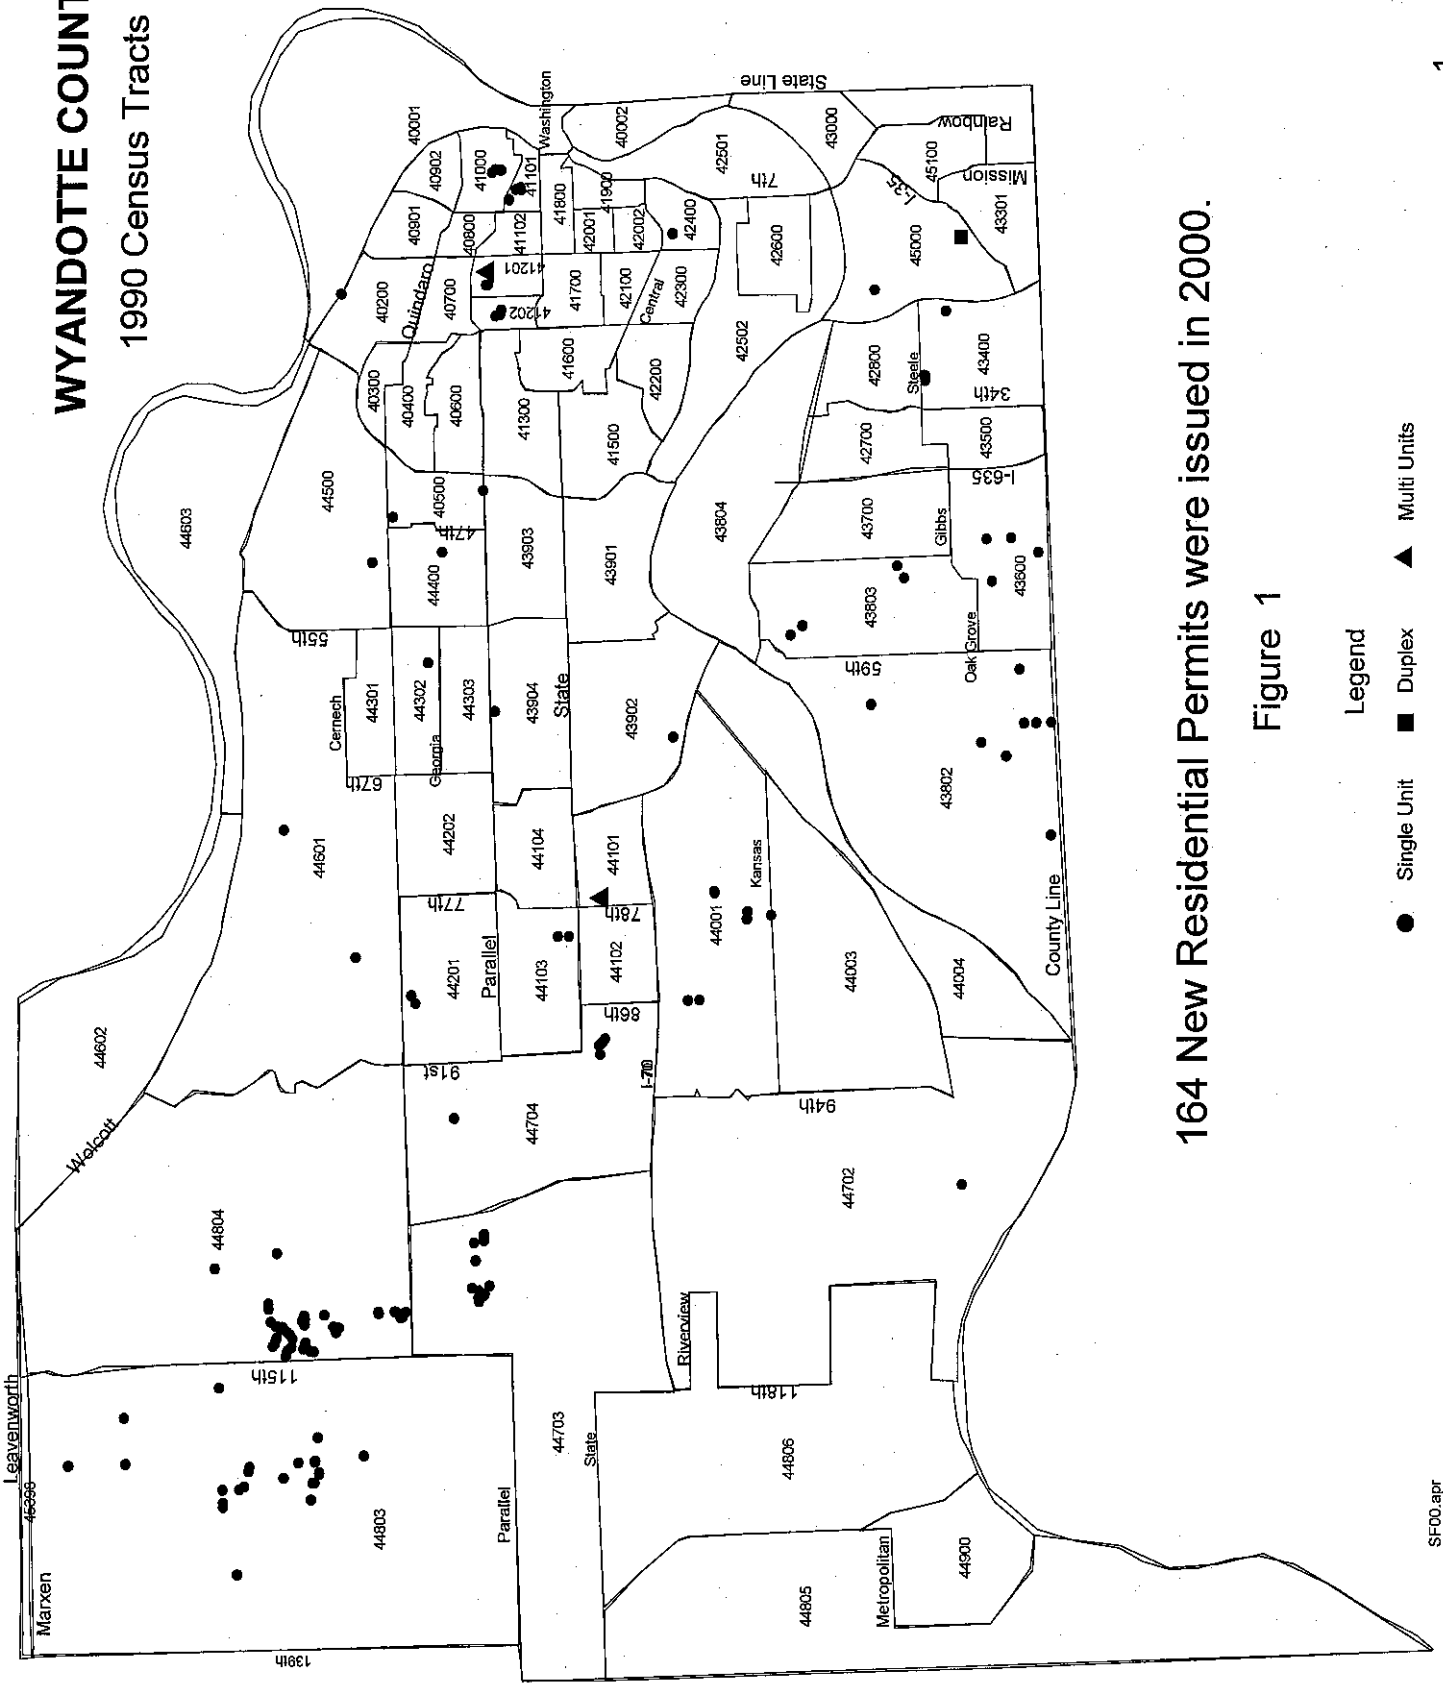 WYANDOTTE COUNT
1990 Census Tracts
Leavenworth
45398
Marxen
139th
44803
Parallel
115th
44804
Wolcott
44602
44601
44603
44500
Cernech
55th
67th
44301
44302
Georgia
44303
44400
47th
40500
40300
40400
40600
40200
Quindaro
40700
40901
40902
40001
40800
41000
41101
41102
41201
41202
Washington
44202
77th
44201
Parallel
91st
44704
44103
44104
44101
44102
78th
86th
I-70
43904
State
43903
43902
43901
41300
41500
41600
41700
41800
41900
42001
42002
42100
42200
Central
42300
42400
40002
State Line
42501
7th
42502
42600
43000
Rainbow
45100
I-35
Mission
43301
45000
42800
Steele
43400
34th
42700
43500
I-635
43700
Gibbs
43600
43803
Oak Grove
59th
43804
43802
County Line
44001
Kansas
44003
44004
94th
44702
44703
State
Riverview
118th
44806
44805
Metropolitan
44900
164 New Residential Permits were issued in 2000.
Figure 1
Legend
Single Unit
Duplex
Multi Units
SF00.apr
1